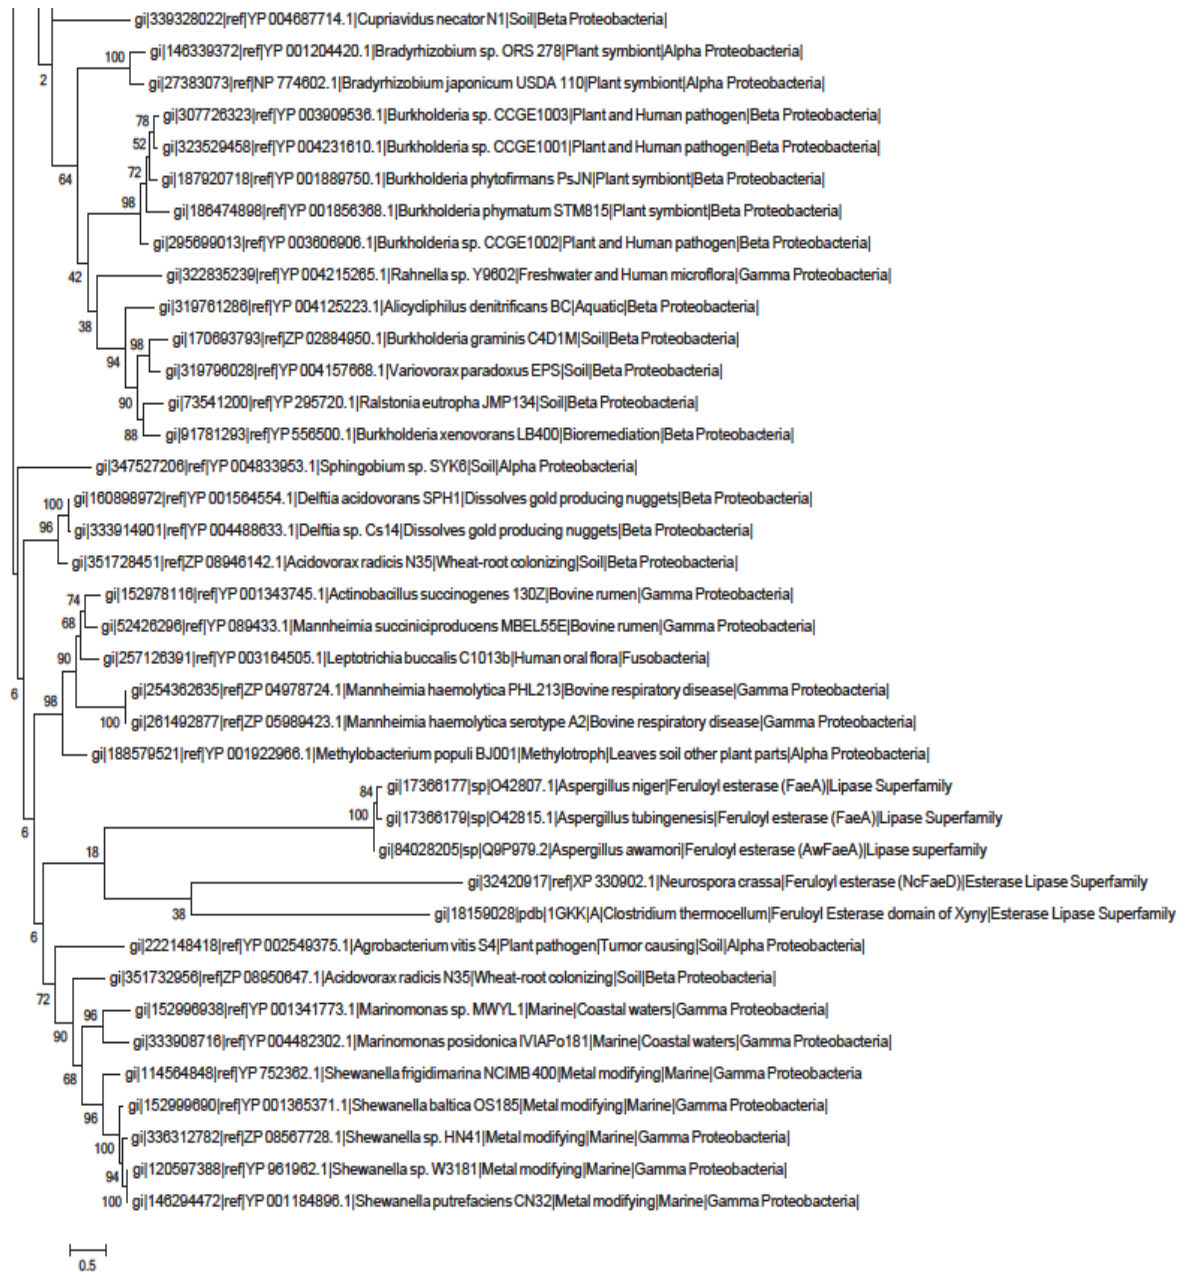 gi|339328022|ref|YP 004687714.1|Cupriavidus necator N1|Soil|Beta Proteobacteria|
100 gi|146339372|ref|YP 001204420.1|Bradyrhizobium sp. ORS 278|Plant symbiont|Alpha Proteobacteria|
2 gi|27383073|ref|NP 774602.1|Bradyrhizobium japonicum USDA 110|Plant symbiont|Alpha Proteobacteria|
78 gi|307726323|ref|YP 003909536.1|Burkholderia sp. CCGE1003|Plant and Human pathogen|Beta Proteobacteria|
52 gi|323529458|ref|YP 004231610.1|Burkholderia sp. CCGE1001|Plant and Human pathogen|Beta Proteobacteria|
64 72 gi|187920718|ref|YP 001889750.1|Burkholderia phytofirmans PsJN|Plant symbiont|Beta Proteobacteria|
98 gi|186474898|ref|YP 001856368.1|Burkholderia phymatum STM815|Plant symbiont|Beta Proteobacteria|
gi|295699013|ref|YP 003606906.1|Burkholderia sp. CCGE1002|Plant and Human pathogen|Beta Proteobacteria|
42 gi|322835239|ref|YP 004215265.1|Rahnella sp. Y9602|Freshwater and Human microflora|Gamma Proteobacteria|
38 gi|319761286|ref|YP 004125223.1|Alicycliphilus denitrificans BC|Aquatic|Beta Proteobacteria|
98 gi|170693793|ref|ZP 02884950.1|Burkholderia graminis C4D1M|Soil|Beta Proteobacteria|
94 gi|319796028|ref|YP 004157668.1|Variovorax paradoxus EPS|Soil|Beta Proteobacteria|
90 gi|73541200|ref|YP 295720.1|Ralstonia eutropha JMP134|Soil|Beta Proteobacteria|
88 gi|91781293|ref|YP 556500.1|Burkholderia xenovorans LB400|Bioremediation|Beta Proteobacteria|
gi|347527206|ref|YP 004833953.1|Sphingobium sp. SYK6|Soil|Alpha Proteobacteria|
100 gi|160898972|ref|YP 001564554.1|Delftia acidovorans SPH1|Dissolves gold producing nuggets|Beta Proteobacteria|
96 gi|333914901|ref|YP 004488633.1|Delftia sp. Cs14|Dissolves gold producing nuggets|Beta Proteobacteria|
gi|351728451|ref|ZP 08946142.1|Acidovorax radicis N35|Wheat-root colonizing|Soil|Beta Proteobacteria|
74 gi|152978116|ref|YP 001343745.1|Actinobacillus succinogenes 130Z|Bovine rumen|Gamma Proteobacteria|
68 gi|52426296|ref|YP 089433.1|Mannheimia succiniciproducens MBEL55E|Bovine rumen|Gamma Proteobacteria|
90 gi|257126391|ref|YP 003164505.1|Leptotrichia buccalis C1013b|Human oral flora|Fusobacteria|
6 98 gi|254362635|ref|ZP 04978724.1|Mannheimia haemolytica PHL213|Bovine respiratory disease|Gamma Proteobacteria|
100 gi|261492877|ref|ZP 05989423.1|Mannheimia haemolytica serotype A2|Bovine respiratory disease|Gamma Proteobacteria|
gi|188579521|ref|YP 001922966.1|Methylobacterium populi BJ001|Methylotroph|Leaves soil other plant parts|Alpha Proteobacteria|
84 gi|17366177|sp|O42807.1|Aspergillus niger|Feruloyl esterase (FaeA)|Lipase Superfamily
100 gi|17366179|sp|O42815.1|Aspergillus tubingenesis|Feruloyl esterase (FaeA)|Lipase Superfamily
6 18 gi|84028205|sp|Q9P979.2|Aspergillus awamori|Feruloyl esterase (AwFaeA)|Lipase superfamily
gi|32420917|ref|XP 330902.1|Neurospora crassa|Feruloyl esterase (NcFaeD)|Esterase Lipase Superfamily
38 gi|18159028|pdb|1GKK|A|Clostridium thermocellum|Feruloyl Esterase domain of Xyny|Esterase Lipase Superfamily
6 gi|222148418|ref|YP 002549375.1|Agrobacterium vitis S4|Plant pathogen|Tumor causing|Soil|Alpha Proteobacteria|
72 gi|351732956|ref|ZP 08950647.1|Acidovorax radicis N35|Wheat-root colonizing|Soil|Beta Proteobacteria|
96 gi|152996938|ref|YP 001341773.1|Marinomonas sp. MWYL1|Marine|Coastal waters|Gamma Proteobacteria|
90 gi|333908716|ref|YP 004482302.1|Marinomonas posidonica IVIAPo181|Marine|Coastal waters|Gamma Proteobacteria|
68 gi|114564848|ref|YP 752362.1|Shewanella frigidimarina NCIMB 400|Metal modifying|Marine|Gamma Proteobacteria
96 gi|152999690|ref|YP 001365371.1|Shewanella baltica OS185|Metal modifying|Marine|Gamma Proteobacteria|
100 gi|336312782|ref|ZP 08567728.1|Shewanella sp. HN41|Metal modifying|Marine|Gamma Proteobacteria|
94 gi|120597388|ref|YP 961962.1|Shewanella sp. W3181|Metal modifying|Marine|Gamma Proteobacteria|
100 gi|146294472|ref|YP 001184896.1|Shewanella putrefaciens CN32|Metal modifying|Marine|Gamma Proteobacteria|
0.5